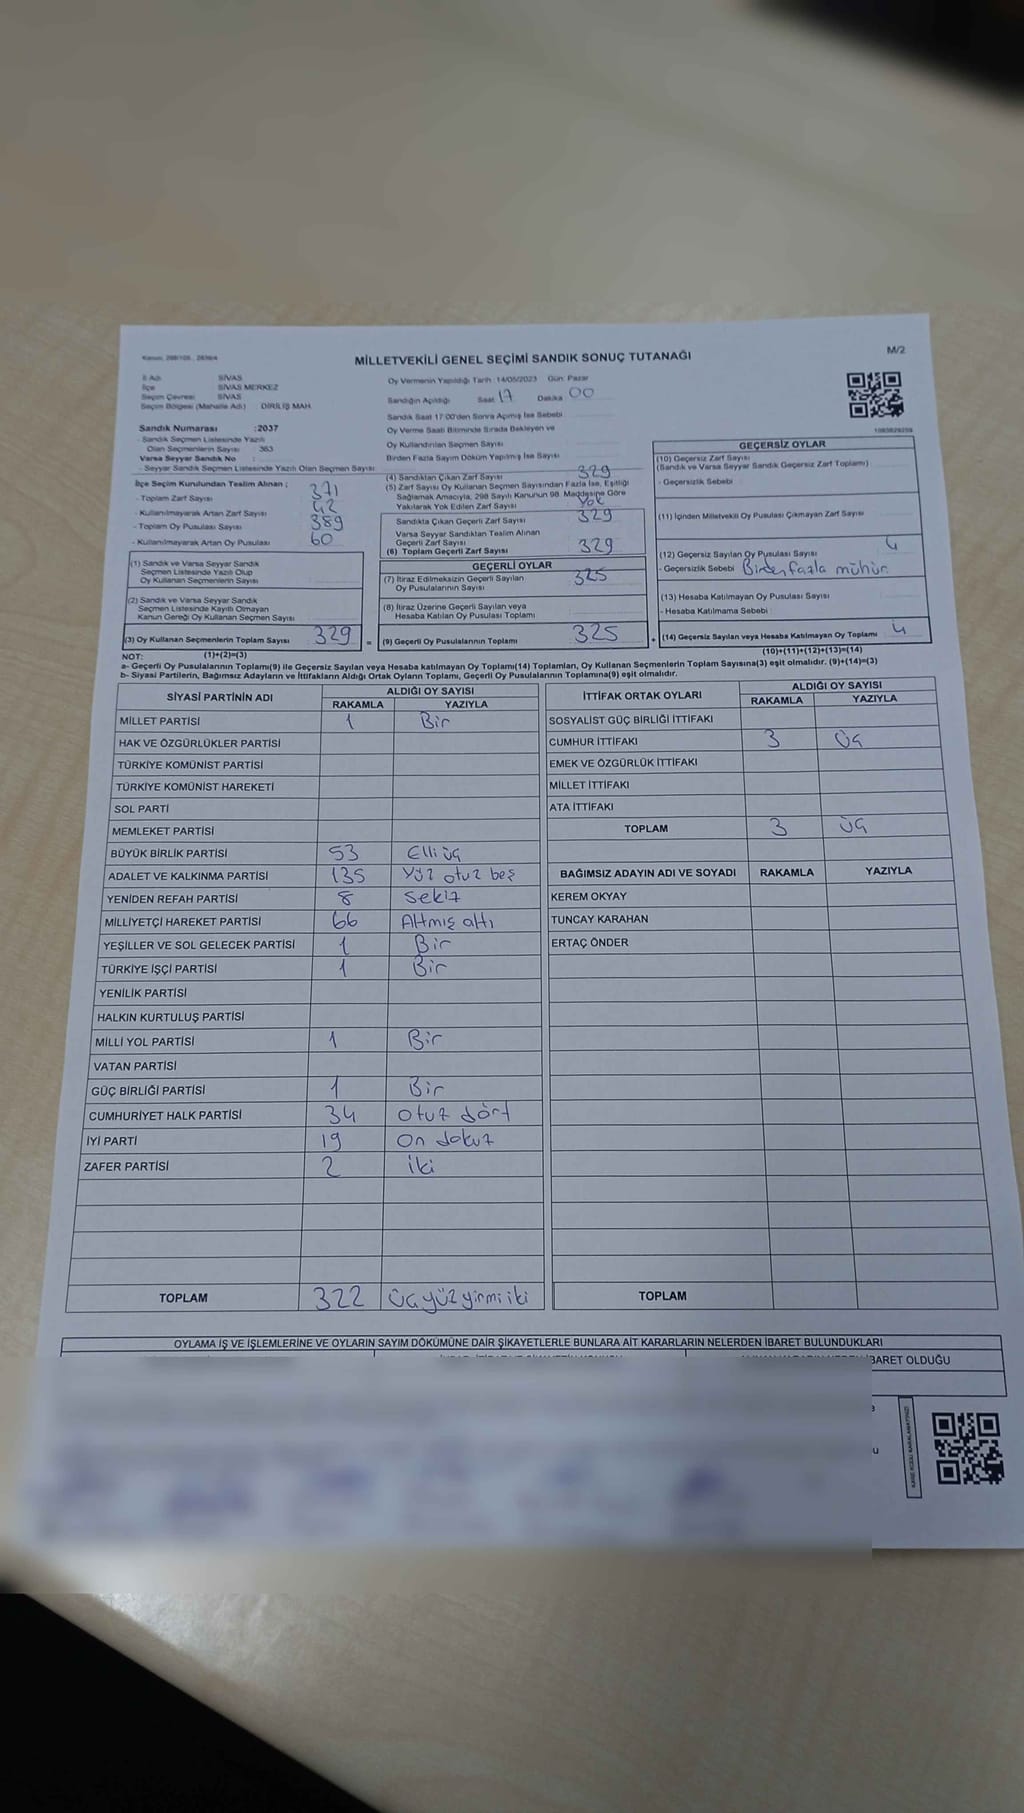 MİLLETVEKİLİ GENEL SEÇİMİ SANDIK SONUÇ TUTANAĞI
M/2
İl Adı SİVAS
İlçe SİVAS MERKEZ
Seçim Çevresi SİVAS
Seçim Bölgesi (Mahalle Adı) DİRİLİŞ MAH.
Sandık Numarası :2037
- Sandık Seçmen Listesinde Yazılı
Olan Seçmenlerin Sayısı 363
Varsa Seyyar Sandık No :
- Seyyar Sandık Seçmen Listesinde Yazılı Olan Seçmen Sayısı
Oy Vermenin Yapıldığı Tarih :14/05/2023 Gün: Pazar
Sandığın Açıldığı Saat 17 Dakika 00
Sandık Saat 17:00'den Sonra Açılmış İse Sebebi
Oy Verme Saati Bitiminde Sırada Bekleyen ve
Oy Kullandırılan Seçmen Sayısı
Birden Fazla Sayım Döküm Yapılmış İse Sayısı
İlçe Seçim Kurulundan Teslim Alınan ;
- Toplam Zarf Sayısı 371
- Kullanılmayarak Artan Zarf Sayısı 42
- Toplam Oy Pusulası Sayısı 389
- Kullanılmayarak Artan Oy Pusulası 60
(1) Sandık ve Varsa Seyyar Sandık
Seçmen Listesinde Yazılı Olup
Oy Kullanan Seçmenlerin Sayısı
(2) Sandık ve Varsa Seyyar Sandık
Seçmen Listesinde Kayıtlı Olmayan
Kanun Gereği Oy Kullanan Seçmen Sayısı
(3) Oy Kullanan Seçmenlerin Toplam Sayısı 329 =
(4) Sandıktan Çıkan Zarf Sayısı 329
(5) Zarf Sayısı Oy Kullanan Seçmen Sayısından Fazla İse, Eşitliği
Sağlamak Amacıyla, 298 Sayılı Kanunun 98. Maddesine Göre
Yakılarak Yok Edilen Zarf Sayısı Yok
Sandıkta Çıkan Geçerli Zarf Sayısı 329
Varsa Seyyar Sandıktan Teslim Alınan
Geçerli Zarf Sayısı
(6) Toplam Geçerli Zarf Sayısı 329
GEÇERLİ OYLAR
(7) İtiraz Edilmeksizin Geçerli Sayılan
Oy Pusulalarının Sayısı 325
(8) İtiraz Üzerine Geçerli Sayılan veya
Hesaba Katılan Oy Pusulası Toplamı
(9) Geçerli Oy Pusulalarının Toplamı 325 +
GEÇERSİZ OYLAR
(10) Geçersiz Zarf Sayısı
(Sandık ve Varsa Seyyar Sandık Geçersiz Zarf Toplamı)
- Geçersizlik Sebebi
(11) İçinden Milletvekili Oy Pusulası Çıkmayan Zarf Sayısı
(12) Geçersiz Sayılan Oy Pusulası Sayısı 4
- Geçersizlik Sebebi Birden fazla mühür
(13) Hesaba Katılmayan Oy Pusulası Sayısı
- Hesaba Katılmama Sebebi
(14) Geçersiz Sayılan veya Hesaba Katılmayan Oy Toplamı 4
NOT: (1)+(2)=(3) (10)+(11)+(12)+(13)=(14)
a- Geçerli Oy Pusulalarının Toplamı(9) ile Geçersiz Sayılan veya Hesaba katılmayan Oy Toplamı(14) Toplamları, Oy Kullanan Seçmenlerin Toplam Sayısına(3) eşit olmalıdır. (9)+(14)=(3)
b- Siyasi Partilerin, Bağımsız Adayların ve İttifakların Aldığı Ortak Oyların Toplamı, Geçerli Oy Pusulalarının Toplamına(9) eşit olmalıdır.
SİYASİ PARTİNİN ADI ALDIĞI OY SAYISI
RAKAMLA YAZIYLA
MİLLET PARTİSİ 1 Bir
HAK VE ÖZGÜRLÜKLER PARTİSİ
TÜRKİYE KOMÜNİST PARTİSİ
TÜRKİYE KOMÜNİST HAREKETİ
SOL PARTİ
MEMLEKET PARTİSİ
BÜYÜK BİRLİK PARTİSİ 53 Elli üç
ADALET VE KALKINMA PARTİSİ 135 Yüz otuz beş
YENİDEN REFAH PARTİSİ 8 Sekiz
MİLLİYETÇİ HAREKET PARTİSİ 66 Altmış altı
YEŞİLLER VE SOL GELECEK PARTİSİ 1 Bir
TÜRKİYE İŞÇİ PARTİSİ 1 Bir
YENİLİK PARTİSİ
HALKIN KURTULUŞ PARTİSİ
MİLLİ YOL PARTİSİ 1 Bir
VATAN PARTİSİ
GÜÇ BİRLİĞİ PARTİSİ 1 Bir
CUMHURİYET HALK PARTİSİ 34 otuz dört
İYİ PARTİ 19 On dokuz
ZAFER PARTİSİ 2 iki
TOPLAM 322 üçyüz yirmi iki
İTTİFAK ORTAK OYLARI ALDIĞI OY SAYISI
RAKAMLA YAZIYLA
SOSYALİST GÜÇ BİRLİĞİ İTTİFAKI
CUMHUR İTTİFAKI 3 üç
EMEK VE ÖZGÜRLÜK İTTİFAKI
MİLLET İTTİFAKI
ATA İTTİFAKI
TOPLAM 3 üç
BAĞIMSIZ ADAYIN ADI VE SOYADI RAKAMLA YAZIYLA
KEREM OKYAY
TUNCAY KARAHAN
ERTAÇ ÖNDER
TOPLAM
OYLAMA İŞ VE İŞLEMLERİNE VE OYLARIN SAYIM DÖKÜMÜNE DAİR ŞİKAYETLERLE BUNLARA AİT KARARLARIN NELERDEN İBARET BULUNDUKLARI
İBARET OLDUĞU